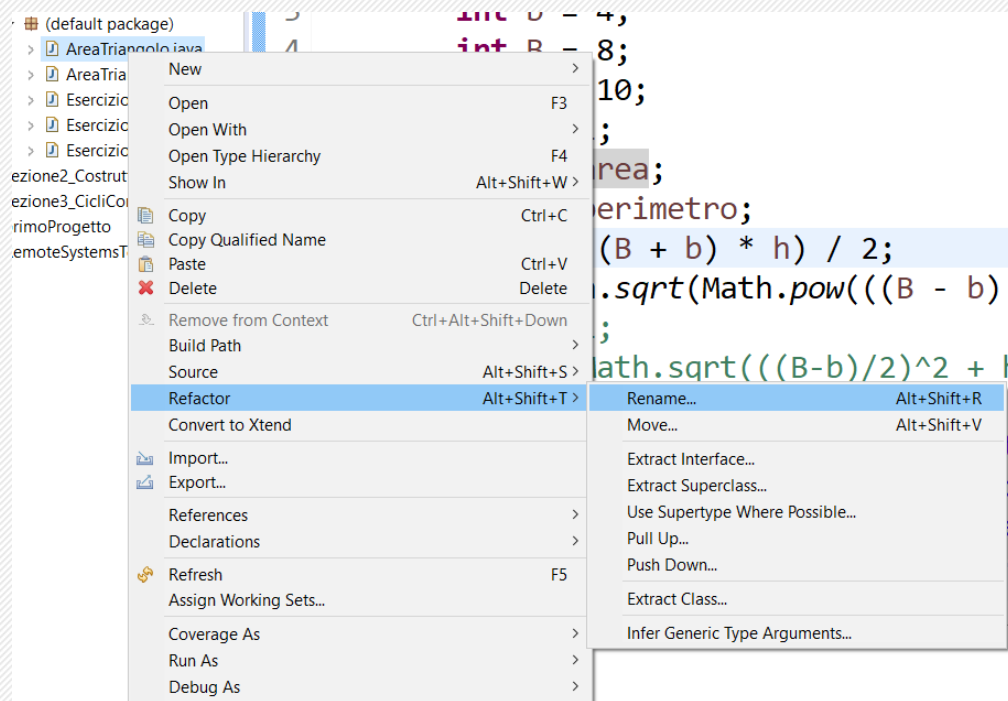 (default package)
AreaTriangolo.java
AreaTria
Esercizio
Esercizio
Esercizio
ezione2_Costrut
ezione3_CicliCo
rimoProgetto
emoteSystemsT
3 int b = 4;
4 int B = 8;
10;
;
rea;
erimetro;
(B + b) * h) / 2;
.sqrt(Math.pow(((B - b)
;
Math.sqrt(((B-b)/2)^2 +
New
Open F3
Open With
Open Type Hierarchy F4
Show In Alt+Shift+W
Copy Ctrl+C
Copy Qualified Name
Paste Ctrl+V
Delete Delete
Remove from Context Ctrl+Alt+Shift+Down
Build Path
Source Alt+Shift+S
Refactor Alt+Shift+T
Convert to Xtend
Import...
Export...
References
Declarations
Refresh F5
Assign Working Sets...
Coverage As
Run As
Debug As
Rename... Alt+Shift+R
Move... Alt+Shift+V
Extract Interface...
Extract Superclass...
Use Supertype Where Possible...
Pull Up...
Push Down...
Extract Class...
Infer Generic Type Arguments...